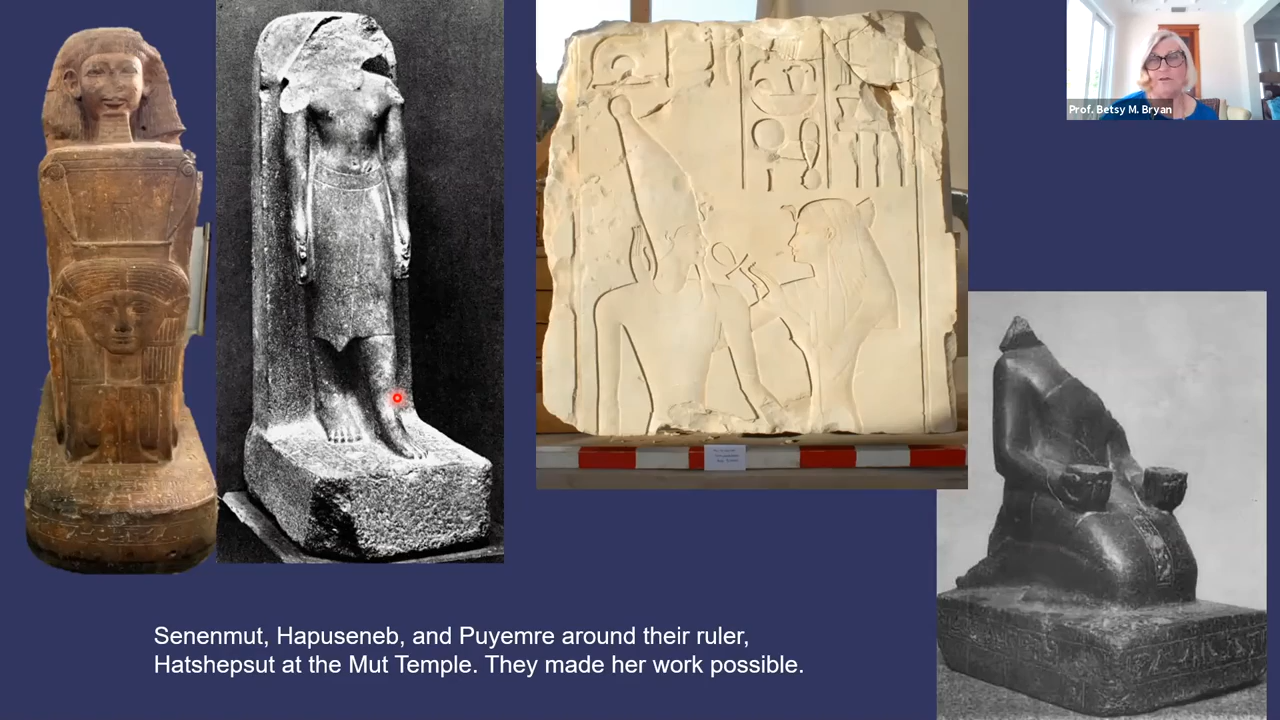 Prof. Betsy M. Bryan
Senenmut, Hapuseneb, and Puyemre around their ruler,
Hatshepsut at the Mut Temple. They made her work possible.